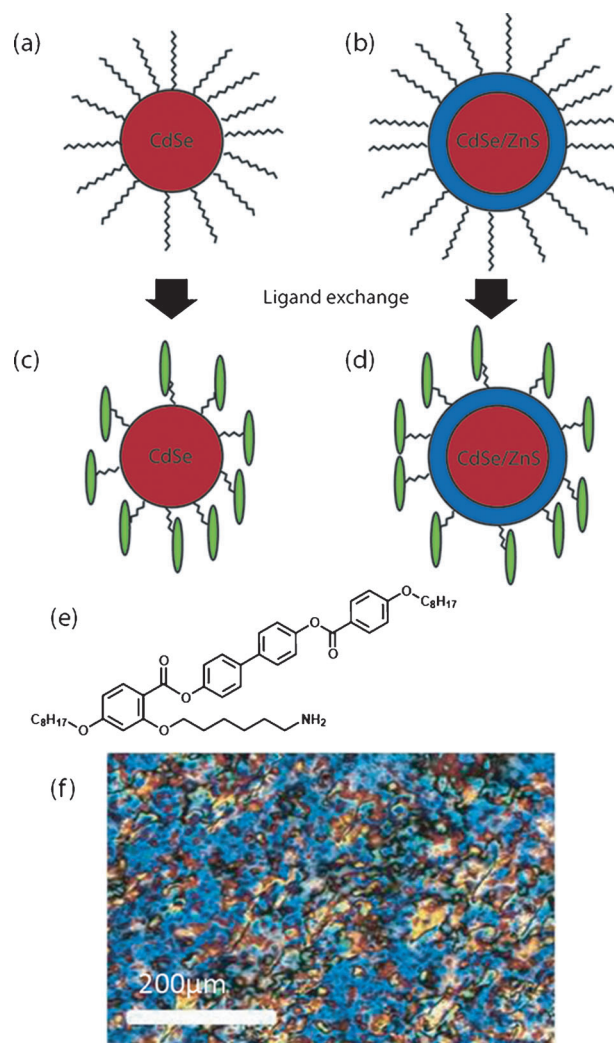 (a)
(b)
CdSe
CdSe/ZnS
Ligand exchange
(c)
(d)
CdSe
CdSe/ZnS
(e)
O
O
O
O
O
C₈H₁₇
C₈H₁₇
O
O
NH₂
(f)
200μm